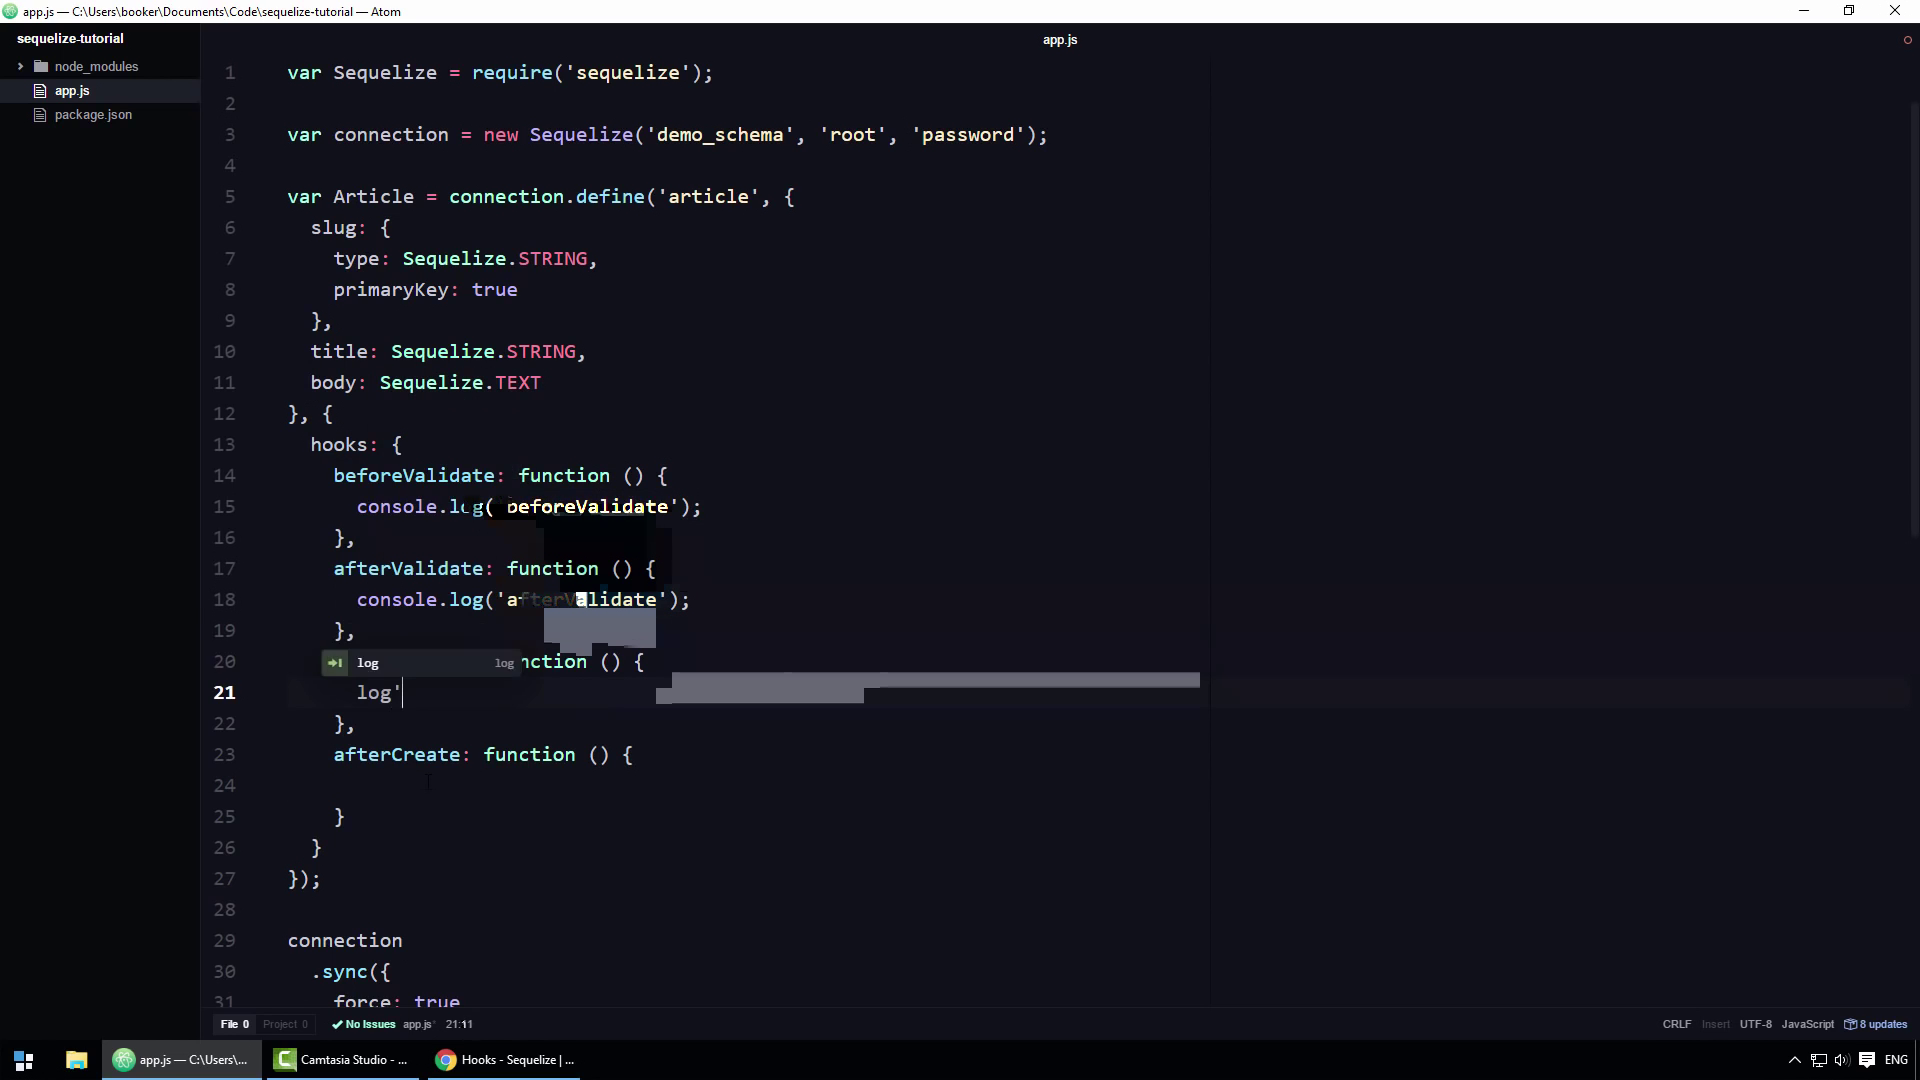 app.js — C:\Users\booker\Documents\Code\sequelize-tutorial — Atom
sequelize-tutorial
node_modules
app.js
package.json
app.js
1 var Sequelize = require('sequelize');
2
3 var connection = new Sequelize('demo_schema', 'root', 'password');
4
5 var Article = connection.define('article', {
6 slug: {
7 type: Sequelize.STRING,
8 primaryKey: true
9 },
10 title: Sequelize.STRING,
11 body: Sequelize.TEXT
12 }, {
13 hooks: {
14 beforeValidate: function () {
15 console.log('beforeValidate');
16 },
17 afterValidate: function () {
18 console.log('afterValidate');
19 },
20 log log nction () {
21 log'
22 },
23 afterCreate: function () {
24
25 }
26 }
27 });
28
29 connection
30 .sync({
31 force: true
File 0 Project 0 No Issues app.js* 21:11 CRLF Insert UTF-8 JavaScript 8 updates
app.js — C:\Users\... Camtasia Studio - ... Hooks - Sequelize | ... ENG